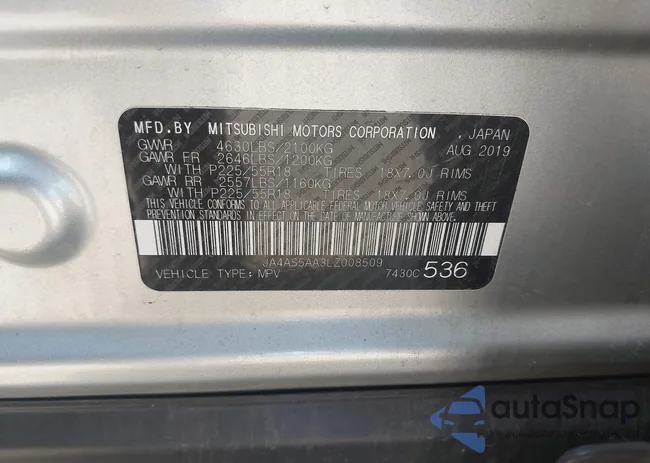 MFD.BY MITSUBISHI MOTORS CORPORATION , JAPAN
GVWR 4630LBS/2100KG AUG 2019
GAWR FR 2646LBS/1200KG
WITH P225/55R18 TIRES 18X7.0J RIMS
GAWR RR 2557LBS/1160KG
WITH P225/55R18 TIRES 18X7.0J RIMS
THIS VEHICLE CONFORMS TO ALL APPLICABLE FEDERAL MOTOR VEHICLE SAFETY AND THEFT
PREVENTION STANDARDS IN EFFECT ON THE DATE OF MANUFACTURE SHOWN ABOVE.
JA4AS5AA3LZ008509
VEHICLE TYPE:MPV 7430C 536
autoSnap